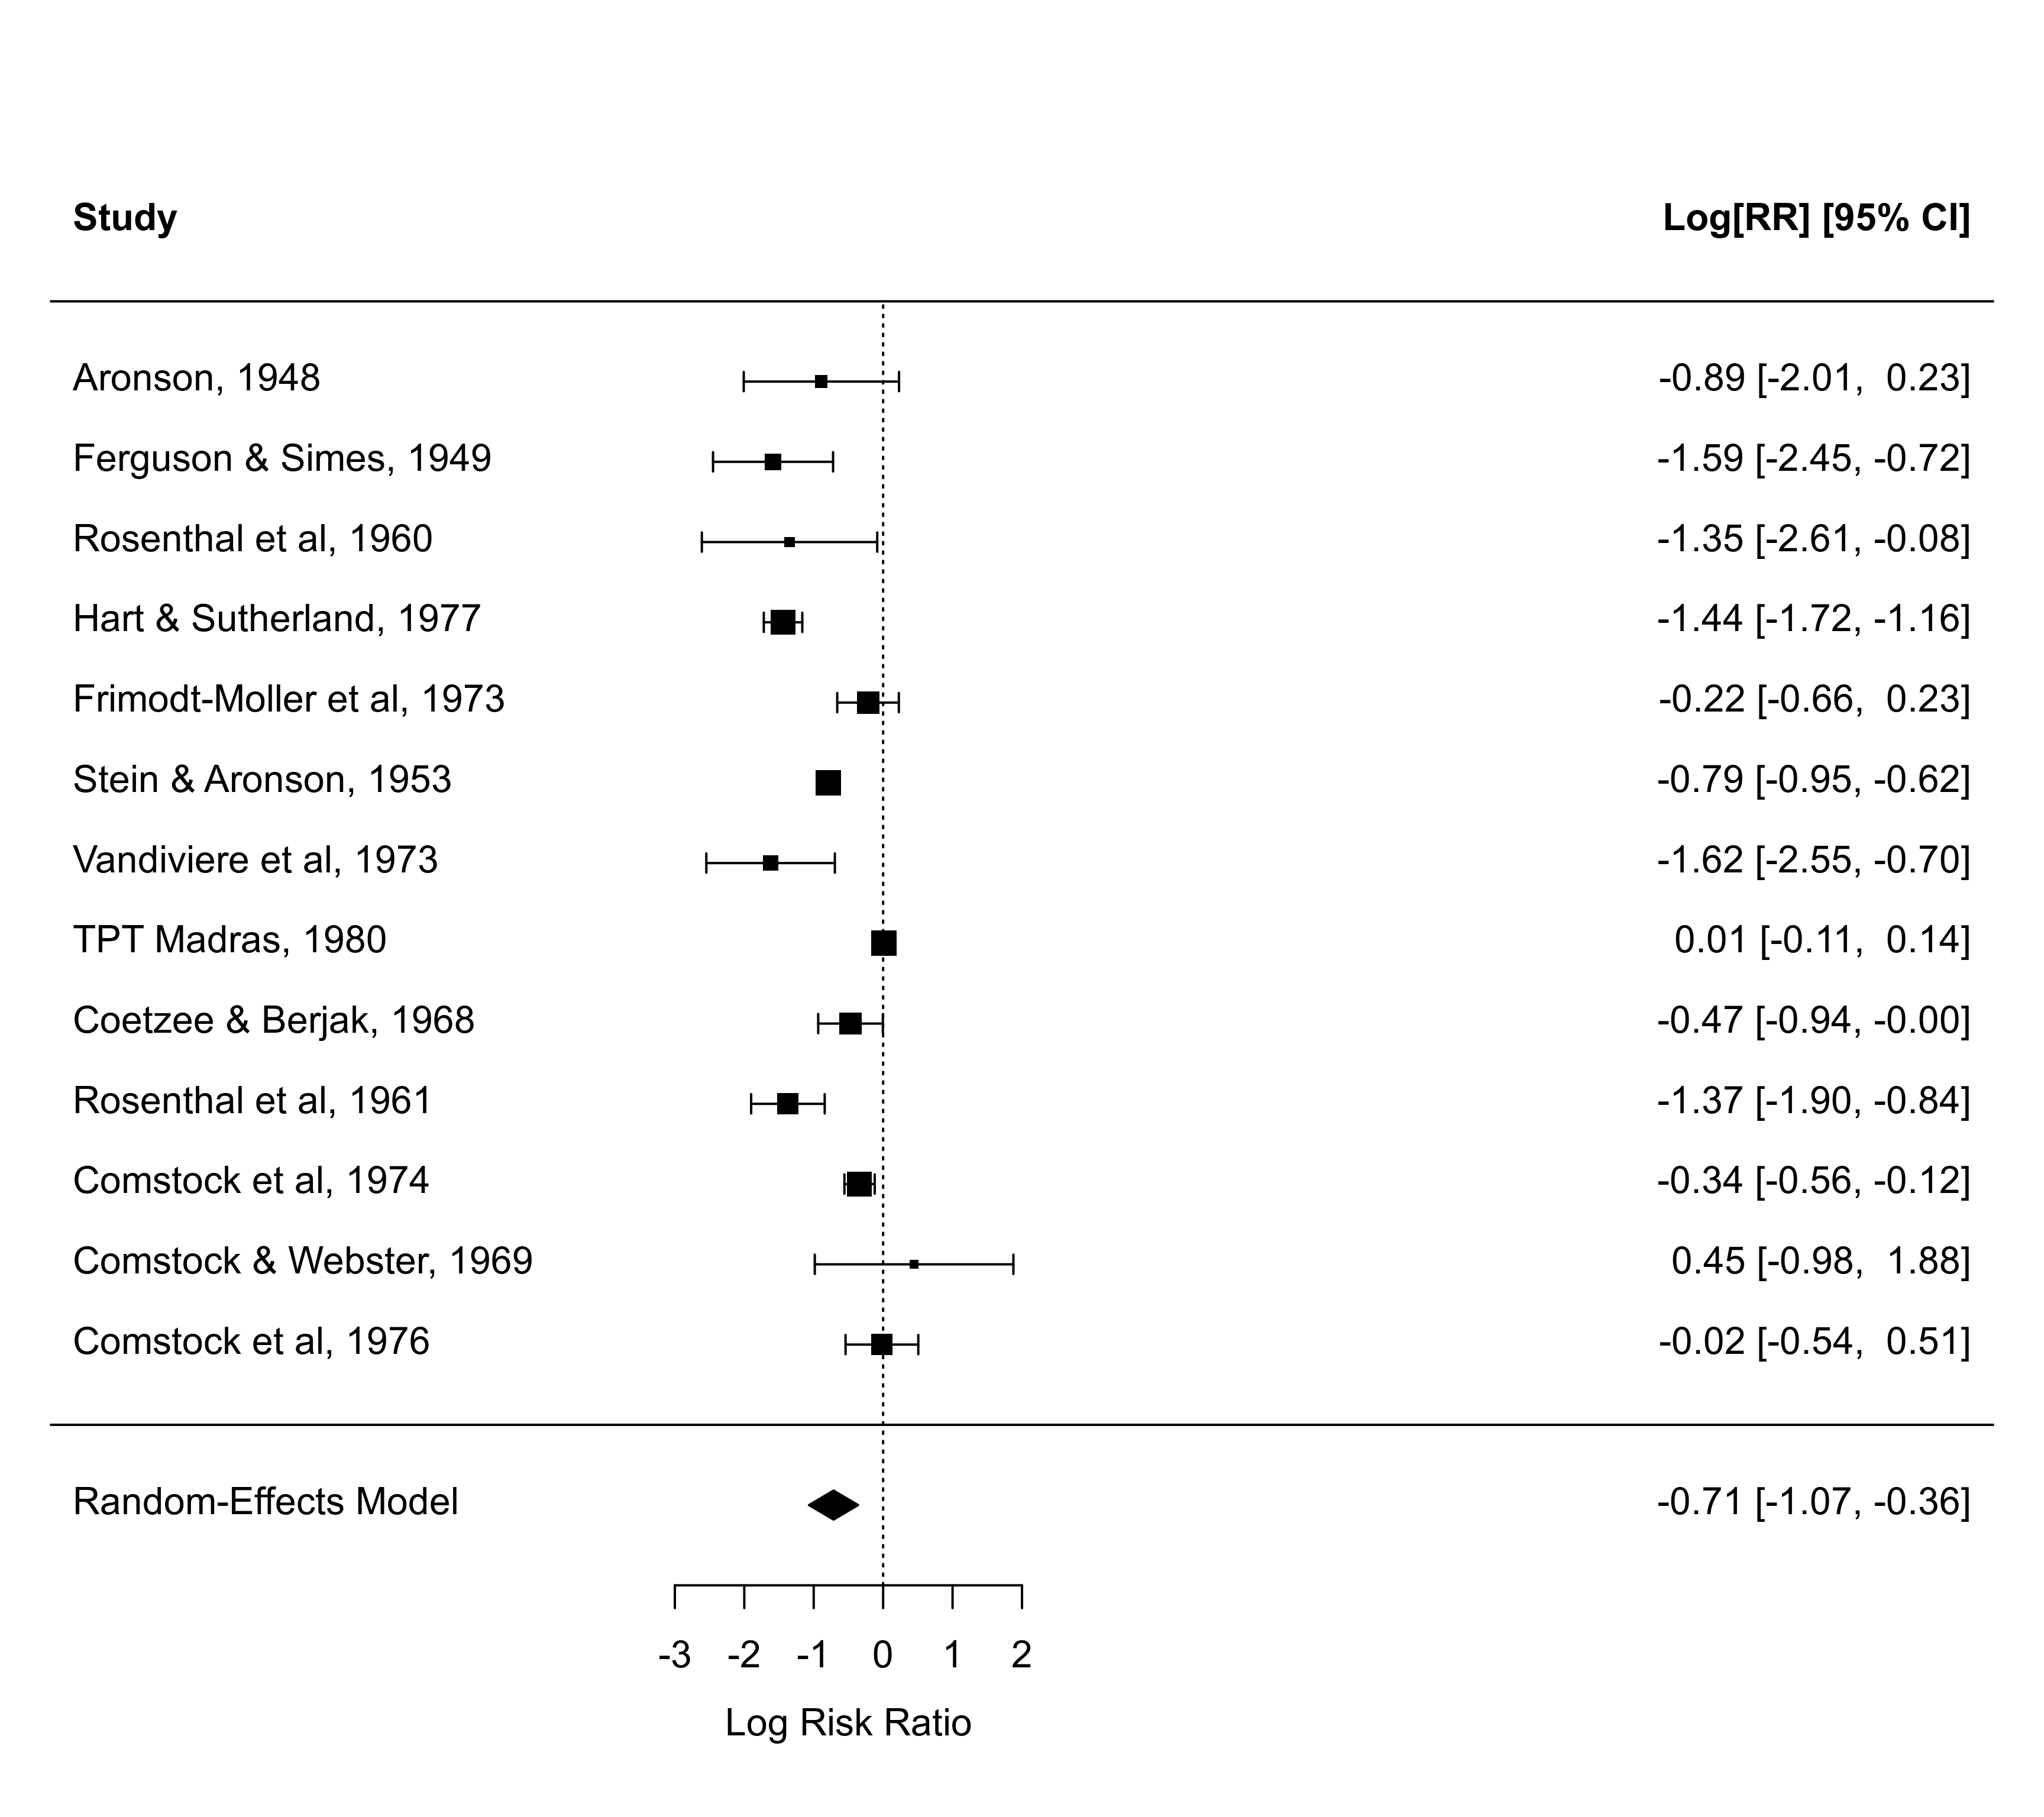 Study Log[RR] [95% CI]
Aronson, 1948 -0.89 [-2.01, 0.23]
Ferguson & Simes, 1949 -1.59 [-2.45, -0.72]
Rosenthal et al, 1960 -1.35 [-2.61, -0.08]
Hart & Sutherland, 1977 -1.44 [-1.72, -1.16]
Frimodt-Moller et al, 1973 -0.22 [-0.66, 0.23]
Stein & Aronson, 1953 -0.79 [-0.95, -0.62]
Vandiviere et al, 1973 -1.62 [-2.55, -0.70]
TPT Madras, 1980 0.01 [-0.11, 0.14]
Coetzee & Berjak, 1968 -0.47 [-0.94, -0.00]
Rosenthal et al, 1961 -1.37 [-1.90, -0.84]
Comstock et al, 1974 -0.34 [-0.56, -0.12]
Comstock & Webster, 1969 0.45 [-0.98, 1.88]
Comstock et al, 1976 -0.02 [-0.54, 0.51]
Random-Effects Model -0.71 [-1.07, -0.36]
-3 -2 -1 0 1 2
Log Risk Ratio